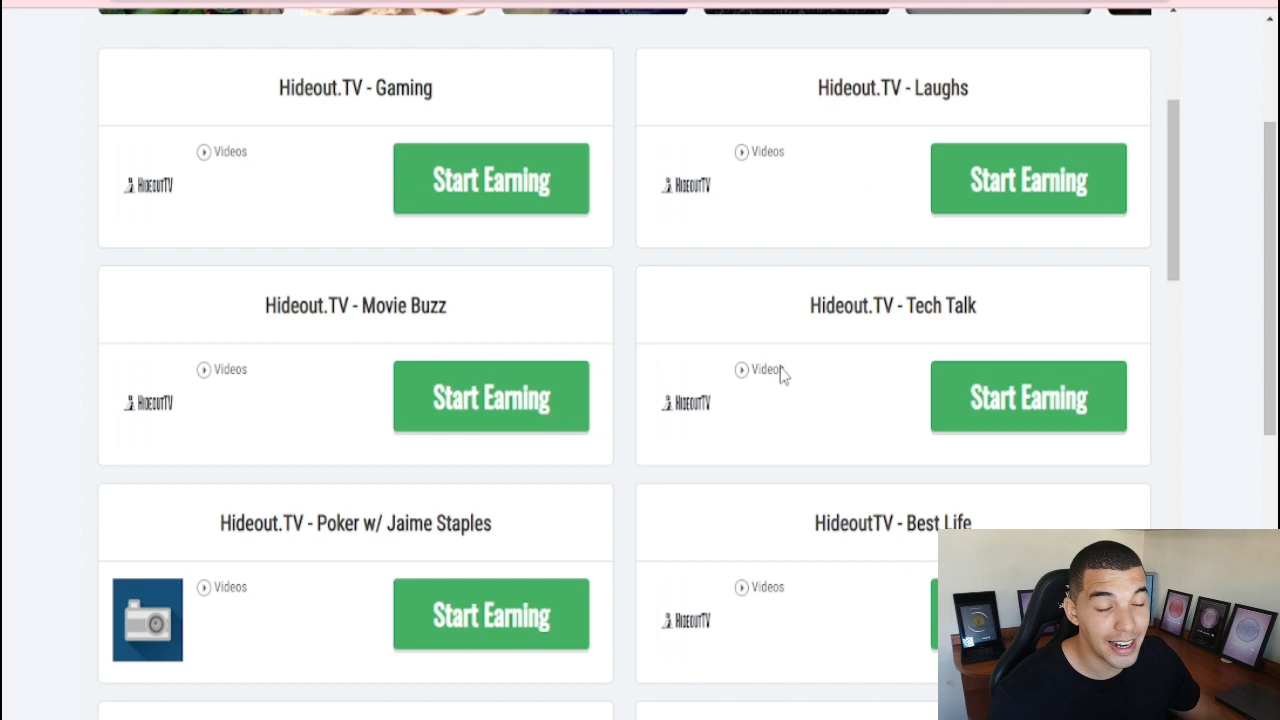 Hideout.TV - Gaming
Videos
HIDEOUTTV
Start Earning
Hideout.TV - Laughs
Videos
HIDEOUTTV
Start Earning
Hideout.TV - Movie Buzz
Videos
HIDEOUTTV
Start Earning
Hideout.TV - Tech Talk
Videos
HIDEOUTTV
Start Earning
Hideout.TV - Poker w/ Jaime Staples
Videos
Start Earning
HideoutTV - Best Life
Videos
HIDEOUTTV